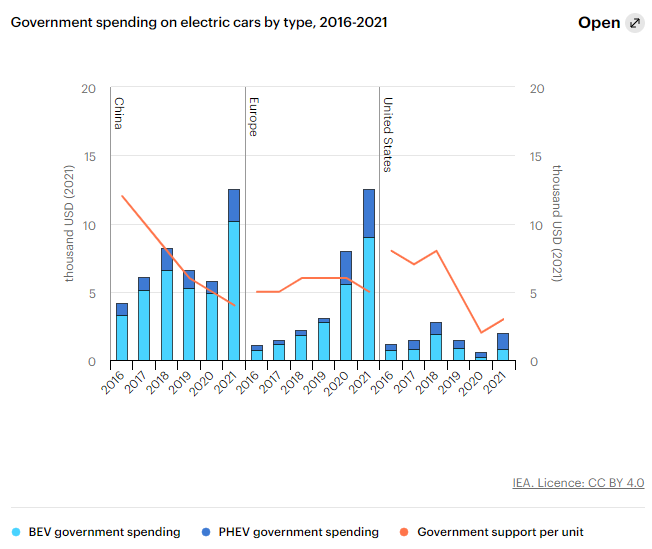 Government spending on electric cars by type, 2016-2021
Open
20
15
10
5
0
thousand USD (2021)
China
Europe
United States
20
15
10
5
0
thousand USD (2021)
2016
2017
2018
2019
2020
2021
2016
2017
2018
2019
2020
2021
2016
2017
2018
2019
2020
2021
IEA. Licence: CC BY 4.0
BEV government spending
PHEV government spending
Government support per unit